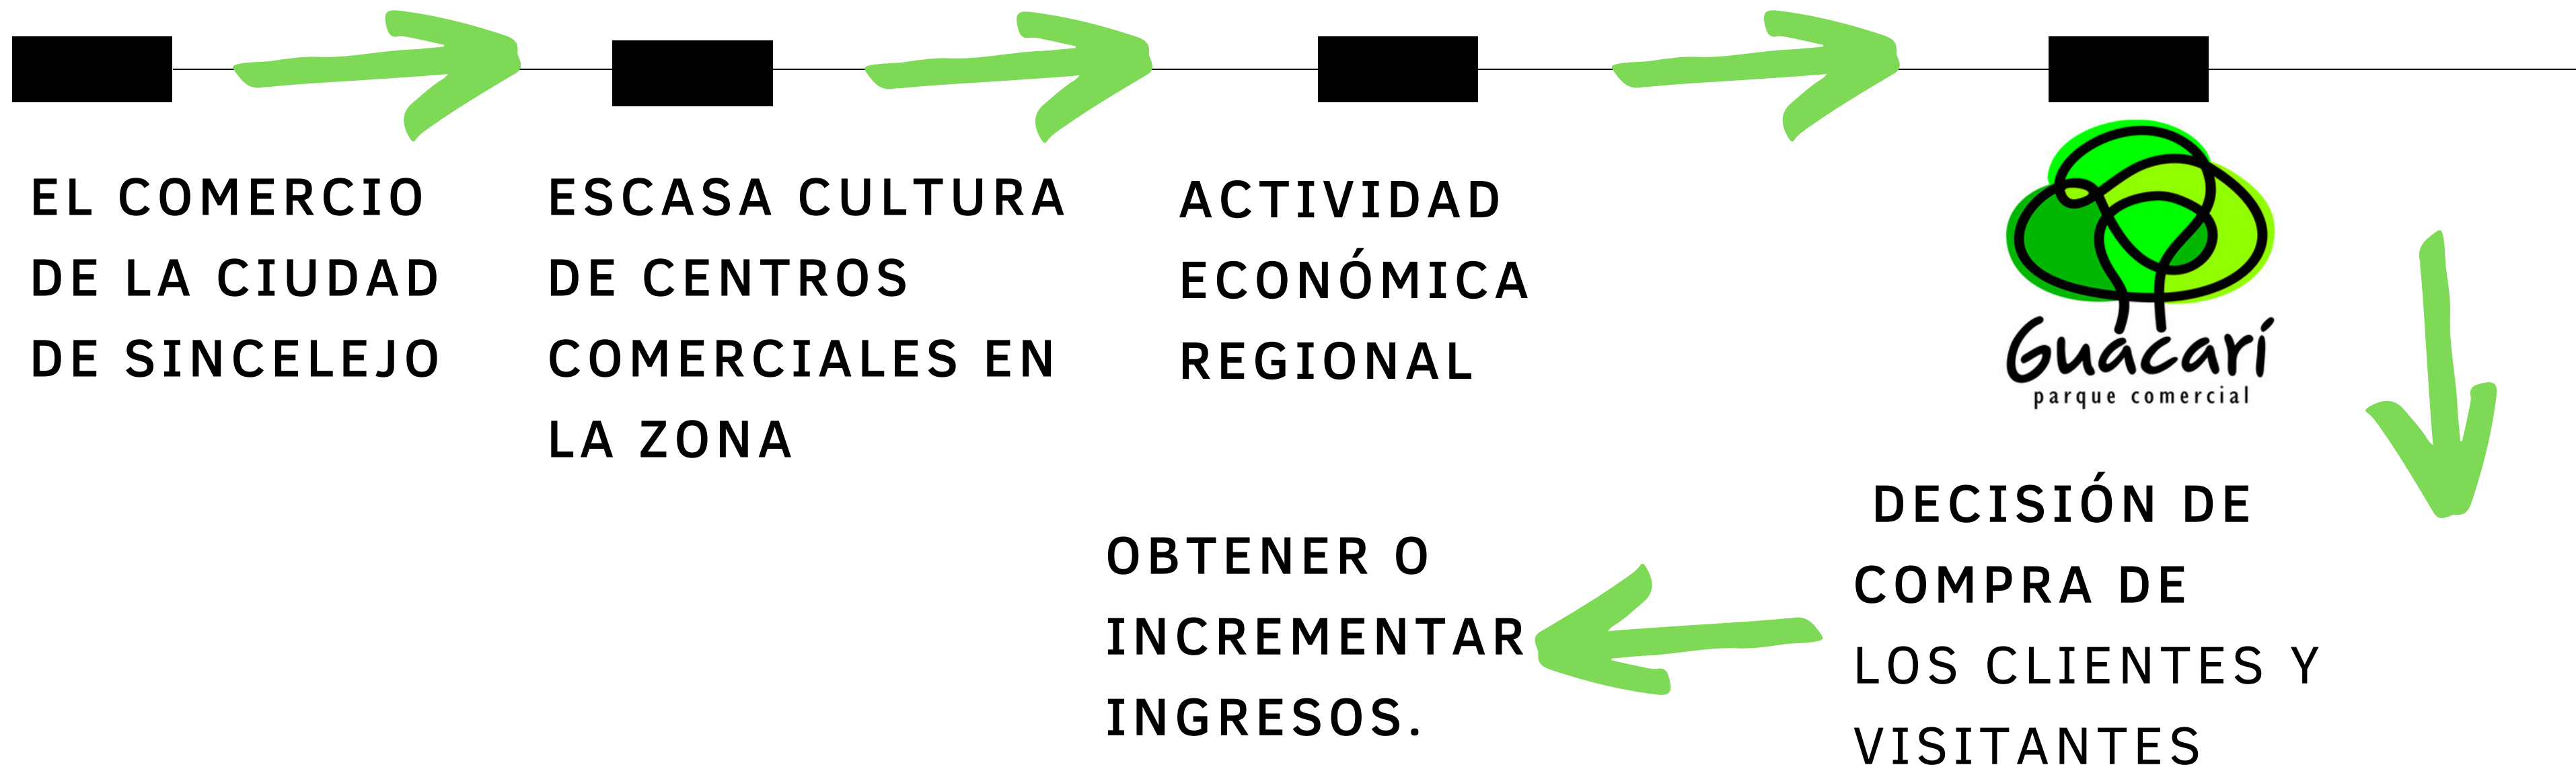 EL COMERCIO
DE LA CIUDAD
DE SINCELEJO
ESCASA CULTURA
DE CENTROS
COMERCIALES EN
LA ZONA
ACTIVIDAD
ECONÓMICA
REGIONAL
Guacarí
parque comercial
DECISIÓN DE
COMPRA DE
LOS CLIENTES Y
VISITANTES
OBTENER O
INCREMENTAR
INGRESOS.